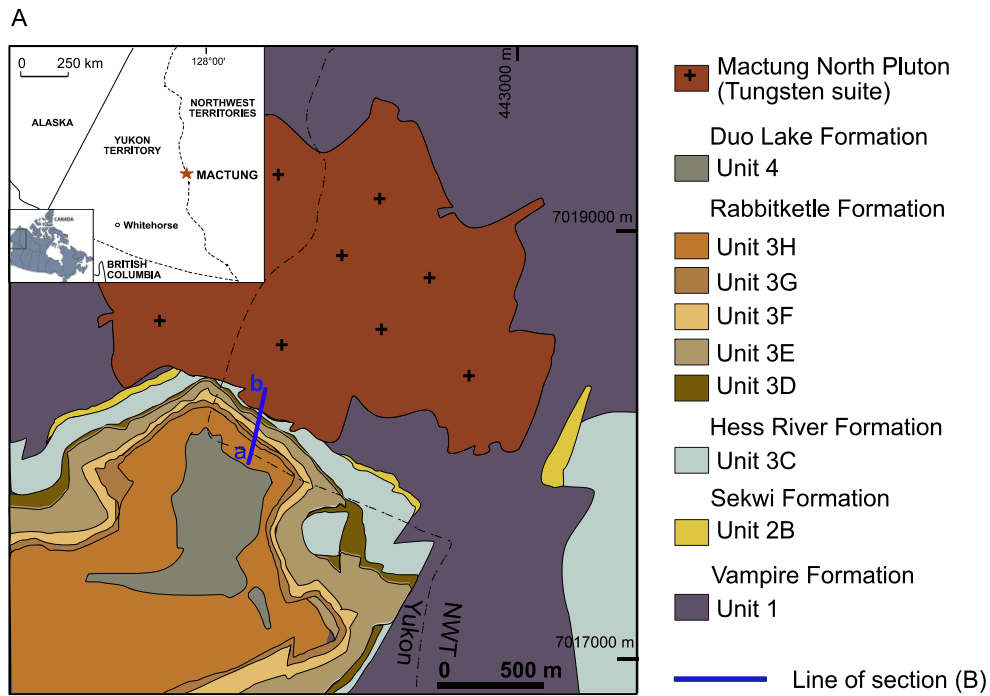 A
0 250 km
128°00'
ALASKA
YUKON
TERRITORY
NORTHWEST
TERRITORIES
MACTUNG
Whitehorse
CANADA
BRITISH
COLUMBIA
443000 m
7019000 m
b
a
Yukon
NWT
7017000 m
0 500 m
Mactung North Pluton
(Tungsten suite)
Duo Lake Formation
Unit 4
Rabbitketle Formation
Unit 3H
Unit 3G
Unit 3F
Unit 3E
Unit 3D
Hess River Formation
Unit 3C
Sekwi Formation
Unit 2B
Vampire Formation
Unit 1
Line of section (B)